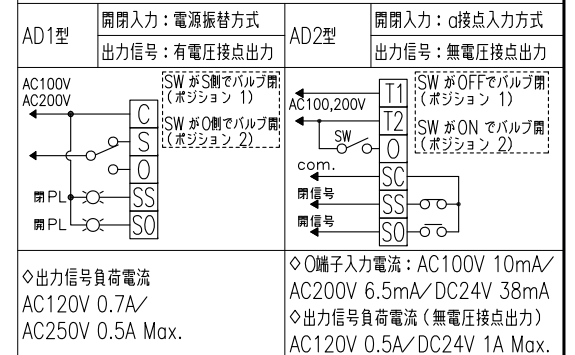 AD1型
開閉入力：電源振替方式
出力信号：有電圧接点出力
AD2型
開閉入力：a接点入力方式
出力信号：無電圧接点出力
AC100V
AC200V
SW がS側でバルブ閉
(ポジション 1)
SW がO側でバルブ開
(ポジション 2)
C
S
O
閉PL
SS
開PL
SO
AC100,200V
SW がOFFでバルブ閉
(ポジション 1)
SW がON でバルブ開
(ポジション 2)
T1
T2
SW
O
com.
SC
閉信号
SS
開信号
SO
◇出力信号負荷電流
AC120V 0.7A/
AC250V 0.5A Max.
◇O端子入力電流：AC100V 10mA/
AC200V 6.5mA/DC24V 38mA
◇出力信号負荷電流（無電圧接点出力）
AC120V 0.5A/DC24V 1A Max.